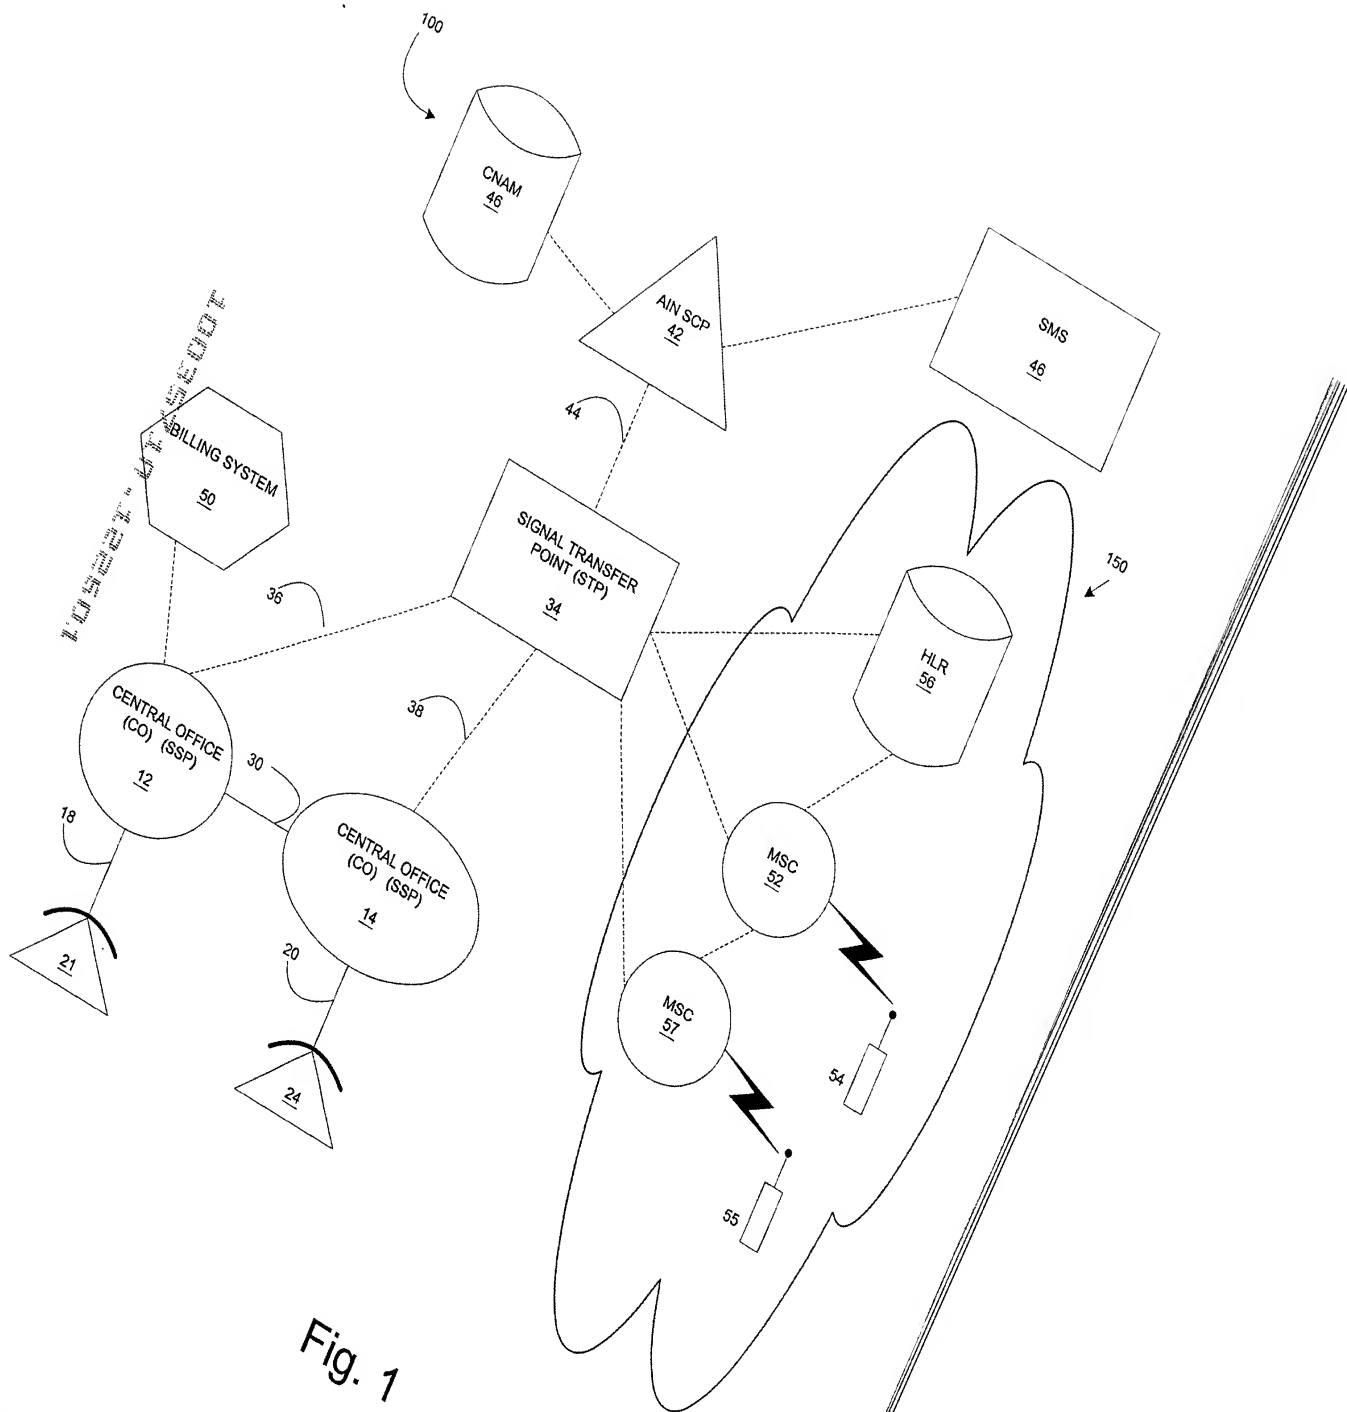 100
CNAM
46
AIN SCP
42
SMS
46
44
BILLING SYSTEM
50
SIGNAL TRANSFER
POINT (STP)
34
36
150
HLR
56
38
CENTRAL OFFICE
(CO) (SSP)
12
30
18
CENTRAL OFFICE
(CO) (SSP)
14
MSC
52
20
21
MSC
57
24
54
55
Fig. 1